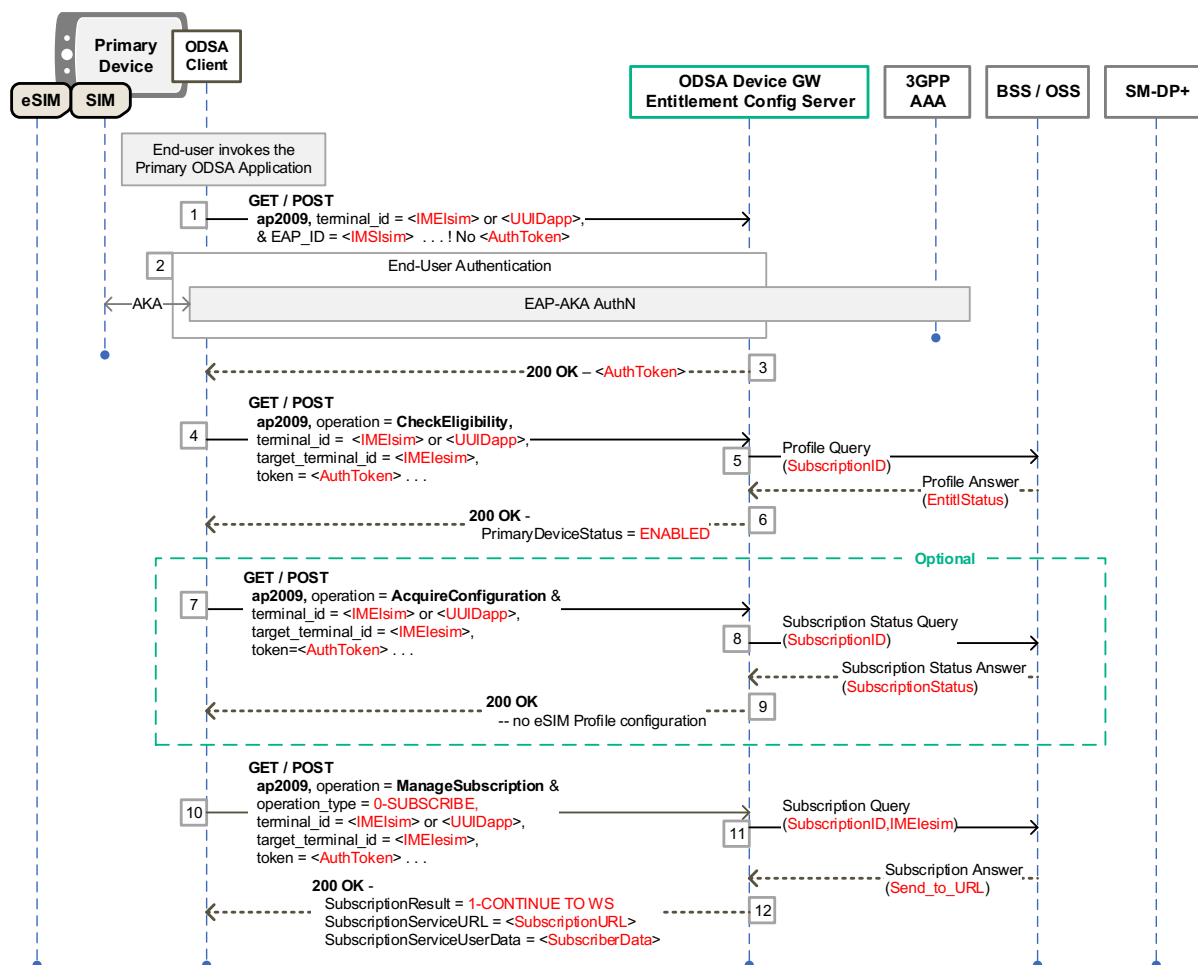 Primary
Device
ODSA
Client
eSIM
SIM
ODSA Device GW
Entitlement Config Server
3GPP
AAA
BSS / OSS
SM-DP+
End-user invokes the
Primary ODSA Application
1
GET / POST
ap2009, terminal_id = <IMEIsim> or <UUIDapp>,
& EAP_ID = <IMSIsim> . . . ! No <AuthToken>
2
End-User Authentication
AKA
EAP-AKA AuthN
3
200 OK – <AuthToken>
GET / POST
4
ap2009, operation = CheckEligibility,
terminal_id = <IMEIsim> or <UUIDapp>,
target_terminal_id = <IMEIesim>,
token = <AuthToken> . . .
5
Profile Query
(SubscriptionID)
Profile Answer
(EntitlStatus)
6
200 OK -
PrimaryDeviceStatus = ENABLED
Optional
GET / POST
7
ap2009, operation = AcquireConfiguration &
terminal_id = <IMEIsim> or <UUIDapp>,
target_terminal_id = <IMEIesim>,
token=<AuthToken> . . .
8
Subscription Status Query
(SubscriptionID)
Subscription Status Answer
(SubscriptionStatus)
9
200 OK
-- no eSIM Profile configuration
GET / POST
10
ap2009, operation = ManageSubscription &
operation_type = 0-SUBSCRIBE,
terminal_id = <IMEIsim> or <UUIDapp>,
target_terminal_id = <IMEIesim>,
token = <AuthToken> . . .
11
Subscription Query
(SubscriptionID,IMEIesim)
Subscription Answer
(Send_to_URL)
12
200 OK -
SubscriptionResult = 1-CONTINUE TO WS
SubscriptionServiceURL = <SubscriptionURL>
SubscriptionServiceUserData = <SubscriberData>